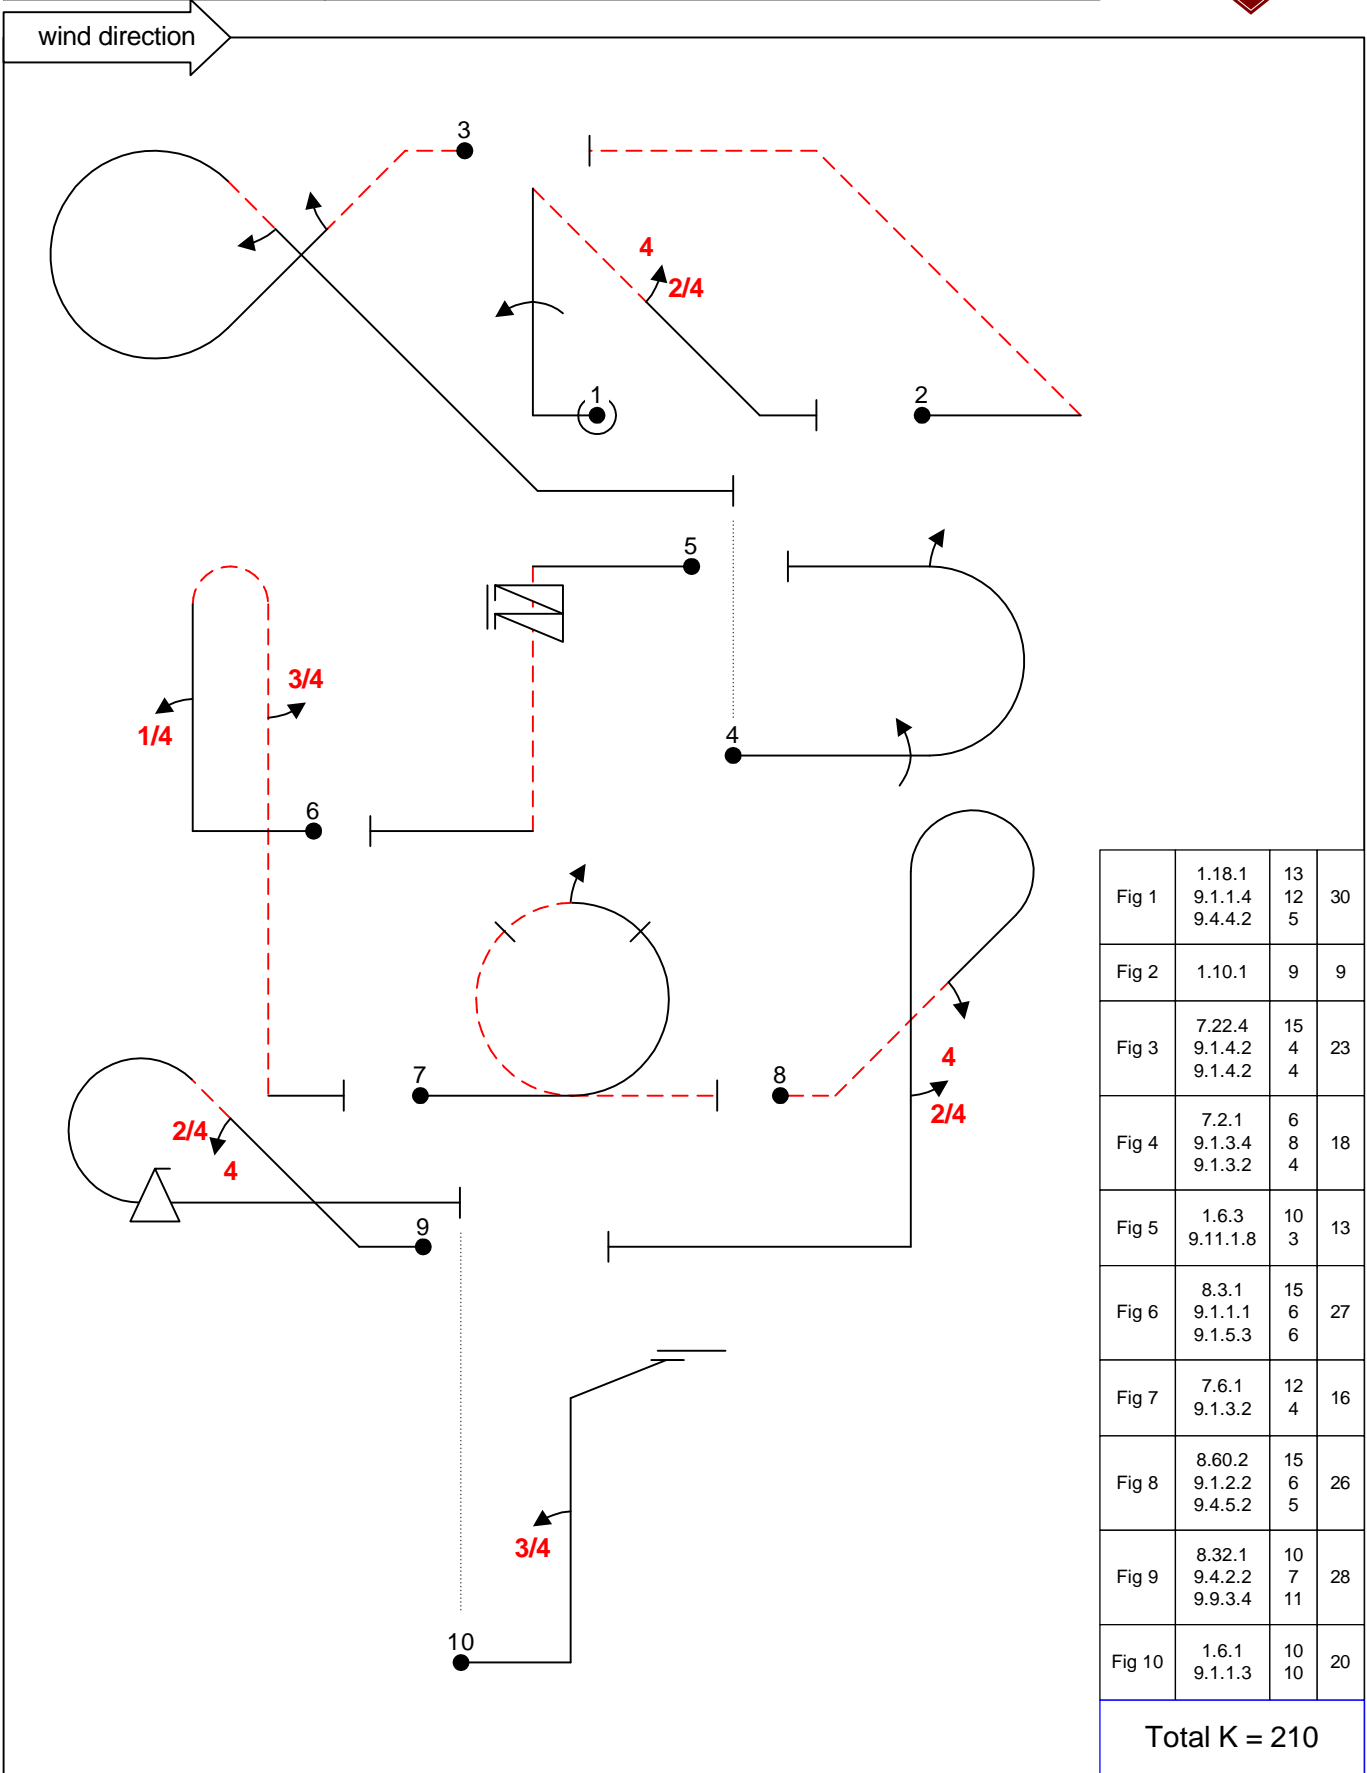 wind direction
3
4
2/4
1
2
5
3/4
1/4
4
6
7
8
4
2/4
2/4
4
9
3/4
10
Fig 1 1.18.1 13 30
9.1.1.4 12
9.4.4.2 5
Fig 2 1.10.1 9 9
Fig 3 7.22.4 15 23
9.1.4.2 4
9.1.4.2 4
Fig 4 7.2.1 6 18
9.1.3.4 8
9.1.3.2 4
Fig 5 1.6.3 10 13
9.11.1.8 3
Fig 6 8.3.1 15 27
9.1.1.1 6
9.1.5.3 6
Fig 7 7.6.1 12 16
9.1.3.2 4
Fig 8 8.60.2 15 26
9.1.2.2 6
9.4.5.2 5
Fig 9 8.32.1 10 28
9.4.2.2 7
9.9.3.4 11
Fig 10 1.6.1 10 20
9.1.1.3 10
Total K = 210